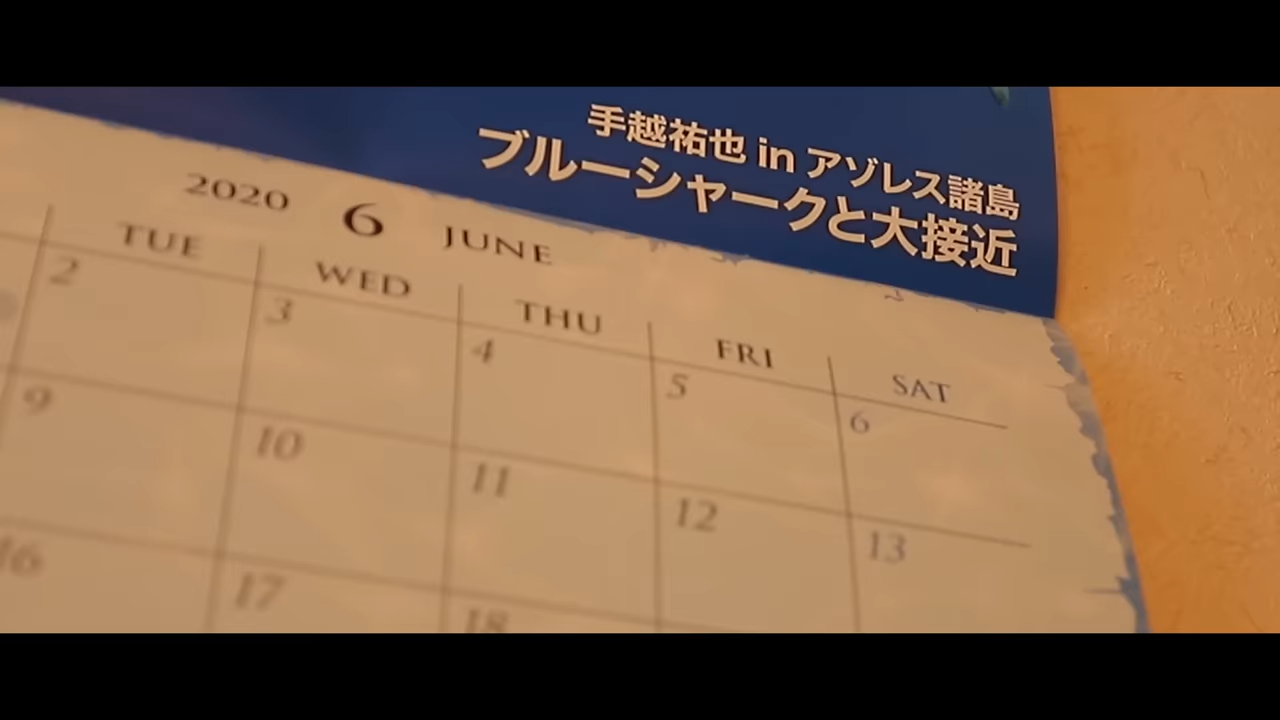 手越祐也 in アゾレス諸島
ブルーシャークと大接近
2020 6 JUNE
TUE WED THU FRI SAT
2 3 4 5 6
9 10 11 12 13
16 17 18